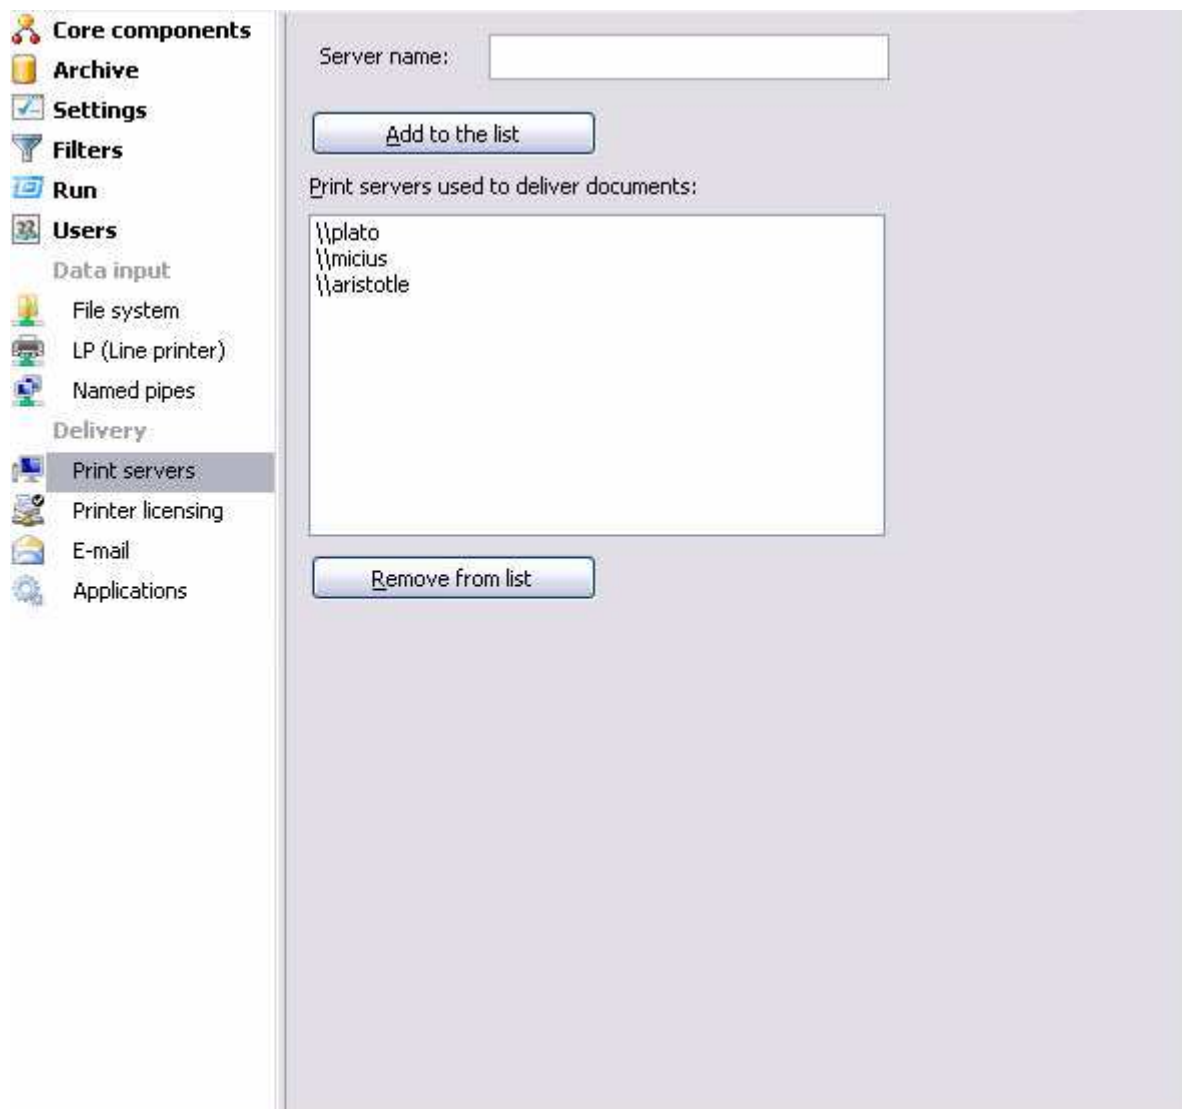 Core components
Archive
Settings
Filters
Run
Users
Data input
File system
LP (Line printer)
Named pipes
Delivery
Print servers
Printer licensing
E-mail
Applications
Server name:
Add to the list
Print servers used to deliver documents:
\\plato
\\micius
\\aristotle
Remove from list